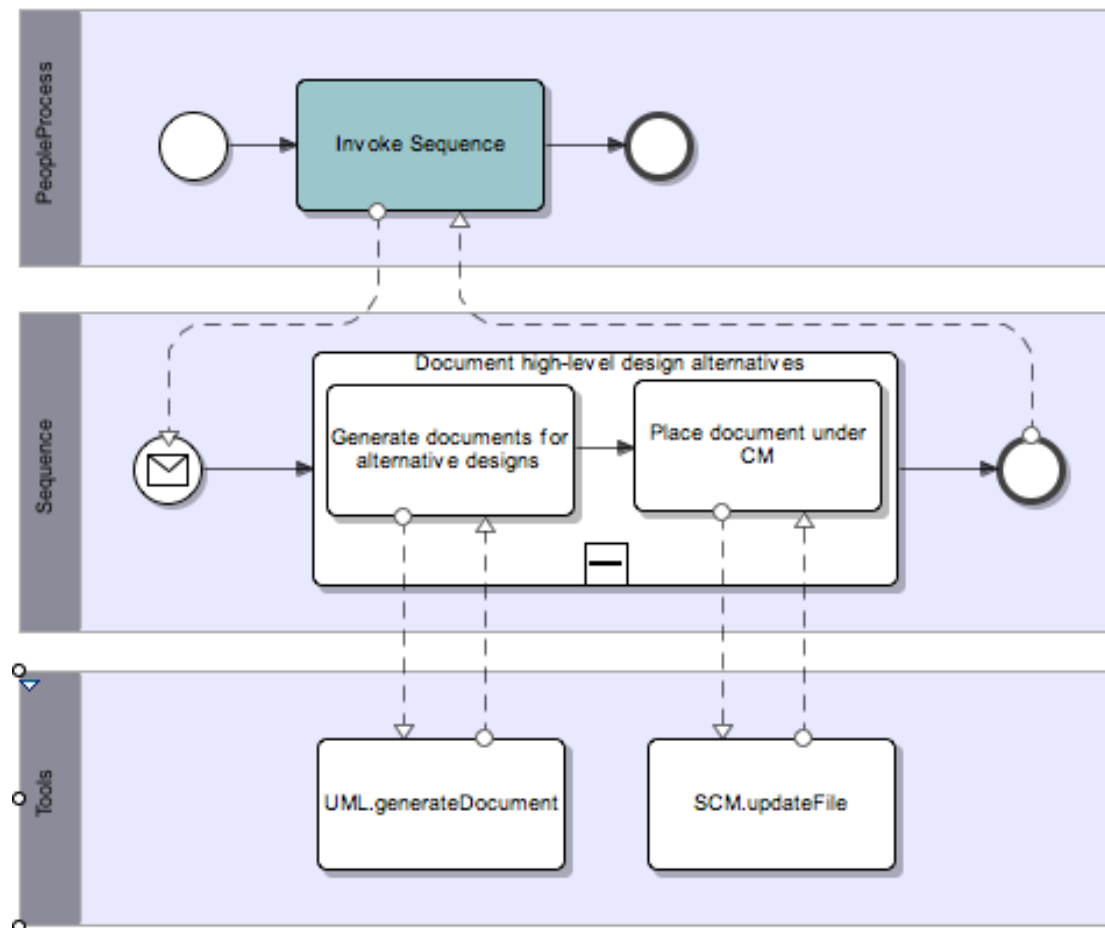 PeopleProcess
Invoke Sequence
Sequence
Document high-level design alternatives
Generate documents for
alternative designs
Place document under
CM
Tools
UML.generateDocument
SCM.updateFile